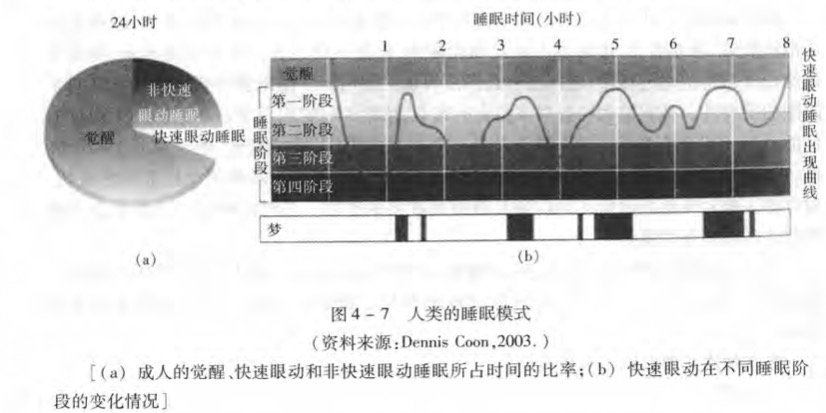 24小时
非快速
眼动睡眠
觉醒
快速眼动睡眠
(a)
睡眠时间(小时)
1 2 3 4 5 6 7 8
觉醒
第一阶段
第二阶段
第三阶段
第四阶段
睡眠阶段
快速眼动睡眠出现曲线
梦
(b)
图4-7 人类的睡眠模式
(资料来源:Dennis Coon,2003.)
[(a) 成人的觉醒、快速眼动和非快速眼动睡眠所占时间的比率;(b) 快速眼动在不同睡眠阶
段的变化情况]